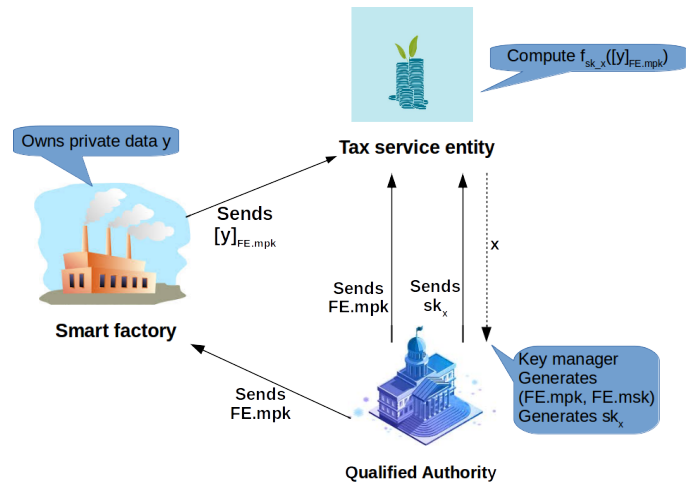 Compute f_sk_x([y]_FE.mpk)
Tax service entity
Owns private data y
Sends
[y]_FE.mpk
Smart factory
Sends
FE.mpk
Sends
sk_x
x
Sends
FE.mpk
Key manager
Generates
(FE.mpk, FE.msk)
Generates sk_x
Qualified Authority